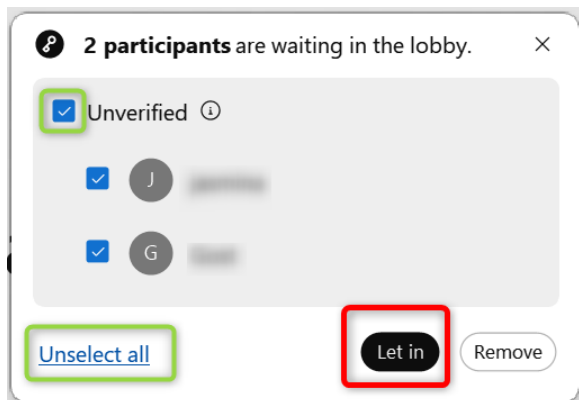 2 participants are waiting in the lobby.
Unverified
J
G
Unselect all
Let in
Remove